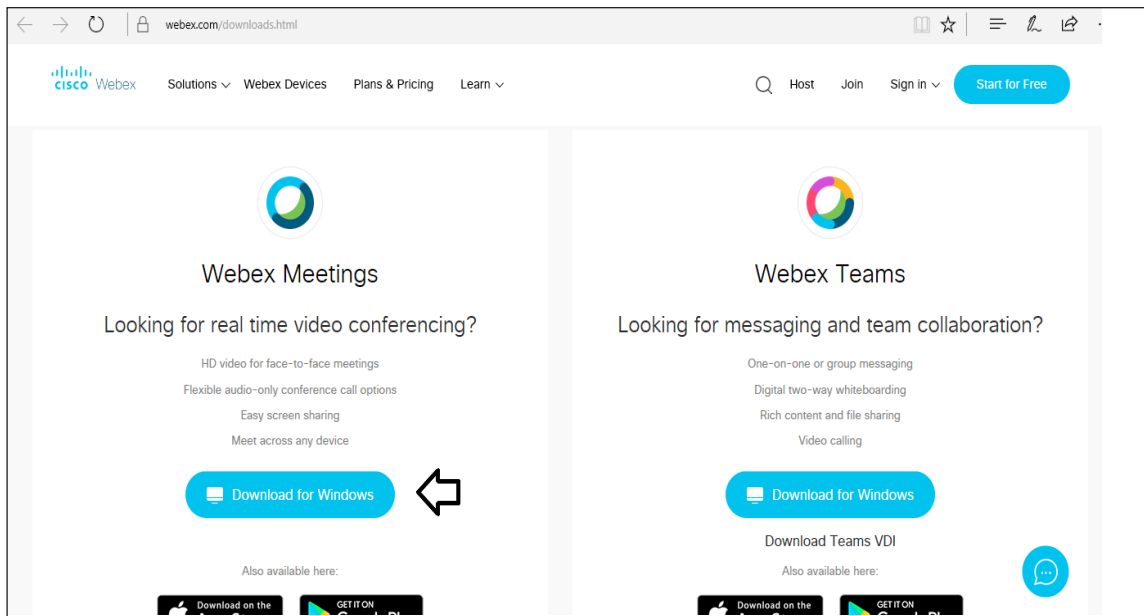 webex.com/downloads.html
CISCO Webex Solutions Webex Devices Plans & Pricing Learn Host Join Sign in Start for Free
Webex Meetings
Looking for real time video conferencing?
HD video for face-to-face meetings
Flexible audio-only conference call options
Easy screen sharing
Meet across any device
Download for Windows
Also available here:
Download on the
GET IT ON
Webex Teams
Looking for messaging and team collaboration?
One-on-one or group messaging
Digital two-way whiteboarding
Rich content and file sharing
Video calling
Download for Windows
Download Teams VDI
Also available here:
Download on the
GET IT ON